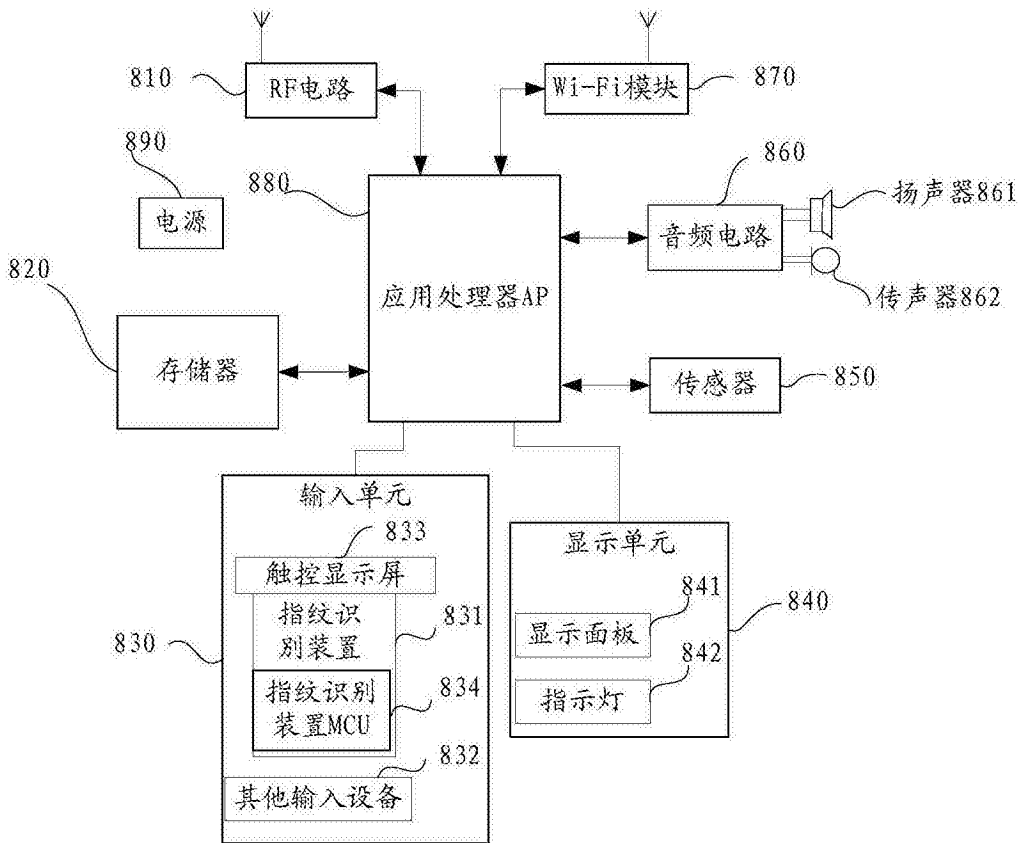 810
RF电路
Wi-Fi模块
870
890
电源
880
860
音频电路
扬声器861
传声器862
820
存储器
应用处理器AP
传感器
850
输入单元
833
触控显示屏
指纹识
别装置
831
830
指纹识别
装置MCU
834
832
其他输入设备
显示单元
841
显示面板
840
842
指示灯